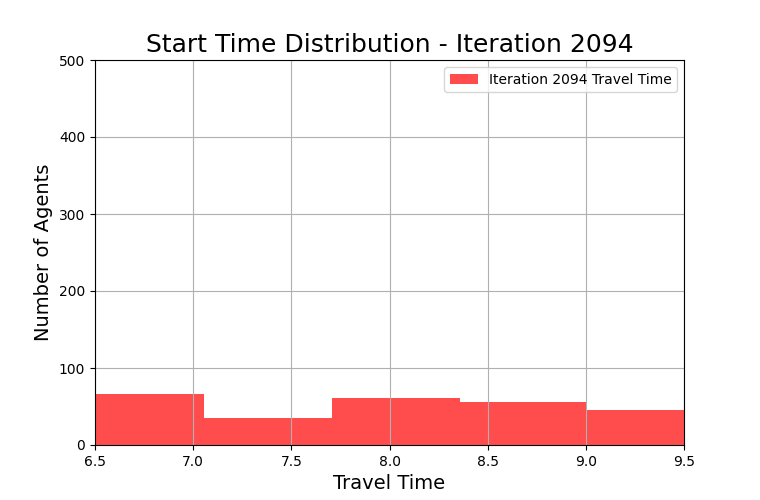 Start Time Distribution - Iteration 2094
500
Iteration 2094 Travel Time
400
300
200
100
0
Number of Agents
6.5 7.0 7.5 8.0 8.5 9.0 9.5
Travel Time